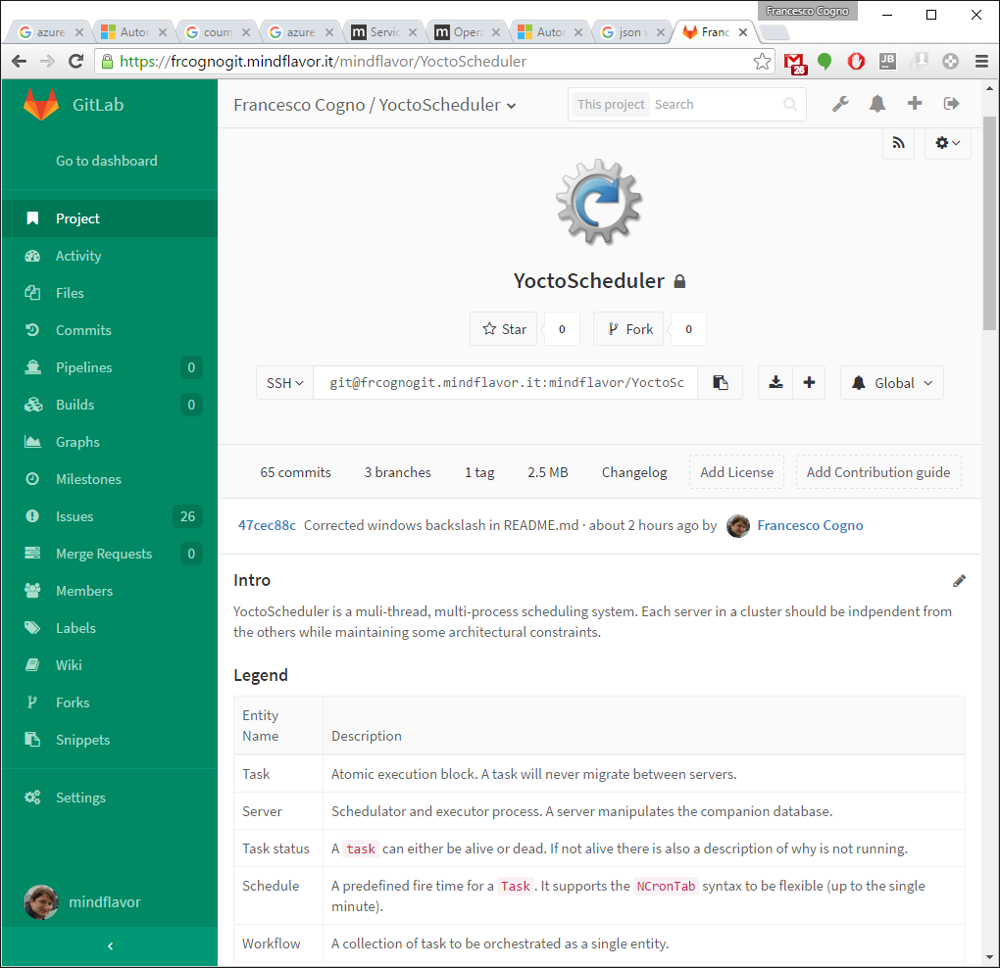 Francesco Cogno
azure
Autor
coum
azure
Servic
Opera
Autor
json v
Franc
https://frcognogit.mindflavor.it/mindflavor/YoctoScheduler
26
JB
GitLab
Francesco Cogno / YoctoScheduler
This project Search
Go to dashboard
Project
Activity
Files
Commits
Pipelines 0
Builds 0
Graphs
Milestones
Issues 26
Merge Requests 0
Members
Labels
Wiki
Forks
Snippets
Settings
mindflavor
YoctoScheduler
Star 0 Fork 0
SSH git@frcognogit.mindflavor.it:mindflavor/YoctoSc Global
65 commits 3 branches 1 tag 2.5 MB Changelog Add License Add Contribution guide
47cec88c Corrected windows backslash in README.md · about 2 hours ago by Francesco Cogno
Intro
YoctoScheduler is a muli-thread, multi-process scheduling system. Each server in a cluster should be indpendent from
the others while maintaining some architectural constraints.
Legend
Entity
Name Description
Task Atomic execution block. A task will never migrate between servers.
Server Schedulator and executor process. A server manipulates the companion database.
Task status A task can either be alive or dead. If not alive there is also a description of why is not running.
Schedule A predefined fire time for a Task. It supports the NCronTab syntax to be flexible (up to the single
minute).
Workflow A collection of task to be orchestrated as a single entity.